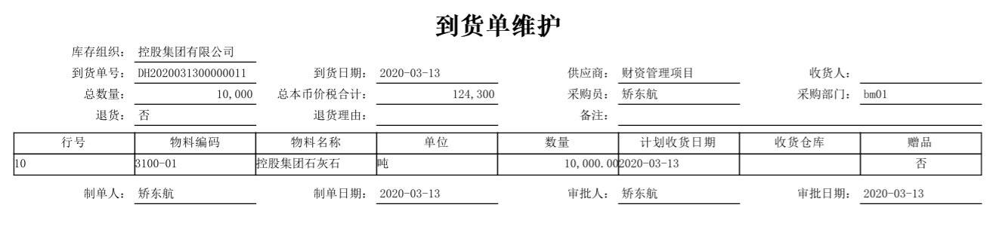 到货单维护
库存组织： 控股集团有限公司
到货单号： DH2020031300000011 到货日期： 2020-03-13 供应商： 财资管理项目 收货人：
总数量： 10,000 总本币价税合计： 124,300 采购员： 矫东航 采购部门： bm01
退货： 否 退货理由： 备注：
行号 物料编码 物料名称 单位 数量 计划收货日期 收货仓库 赠品
10 3100-01 控股集团石灰石 吨 10,000.00 2020-03-13 否
制单人： 矫东航 制单日期： 2020-03-13 审批人： 矫东航 审批日期： 2020-03-13